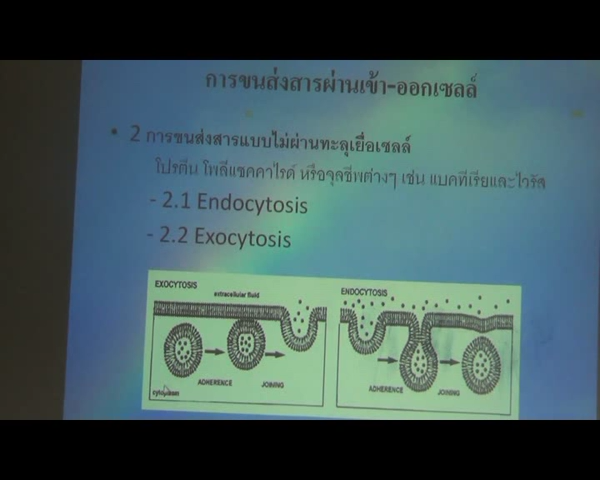 การขนส่งสารผ่านเข้า-ออกเซลล์
• 2 การขนส่งสารแบบไม่ผ่านทะลุเยื่อเซลล์
โปรตีน โพลีแซคคาไรด์ หรือจุลชีพต่างๆ เช่น แบคทีเรียและไวรัส
- 2.1 Endocytosis
- 2.2 Exocytosis
EXOCYTOSIS
extracellular fluid
ADHERENCE
JOINING
cytoplasm
ENDOCYTOSIS
ADHERENCE
JOINING